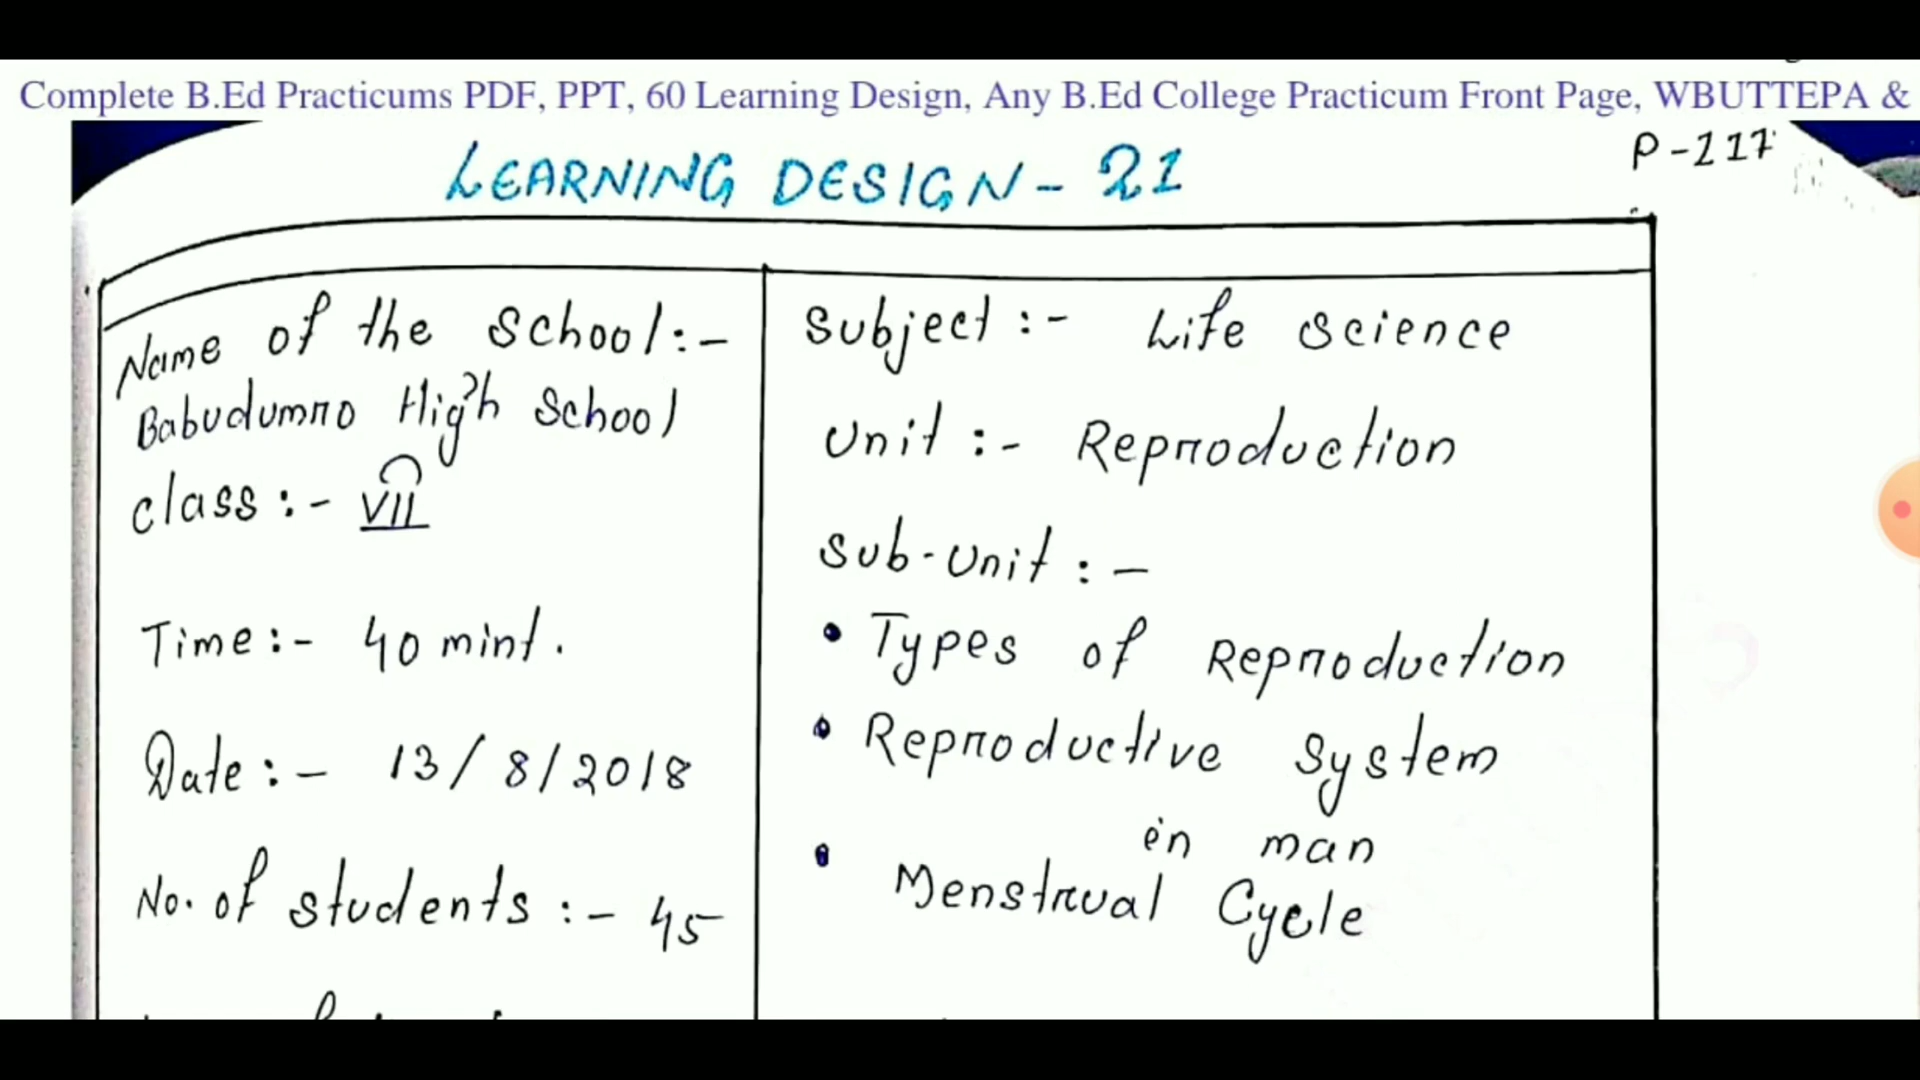 Complete B.Ed Practicums PDF, PPT, 60 Learning Design, Any B.Ed College Practicum Front Page, WBUTTEPA &
P-217
LEARNING DESIGN - 21
Name of the School:-
Babudumro High School
class :- VII
Time:- 40 mint.
Date :- 13/8/2018
No. of students :- 45
Subject :- Life Science
Unit :- Reproduction
Sub-Unit :-
• Types of Reproduction
• Reproductive System
in man
• Menstrual Cycle